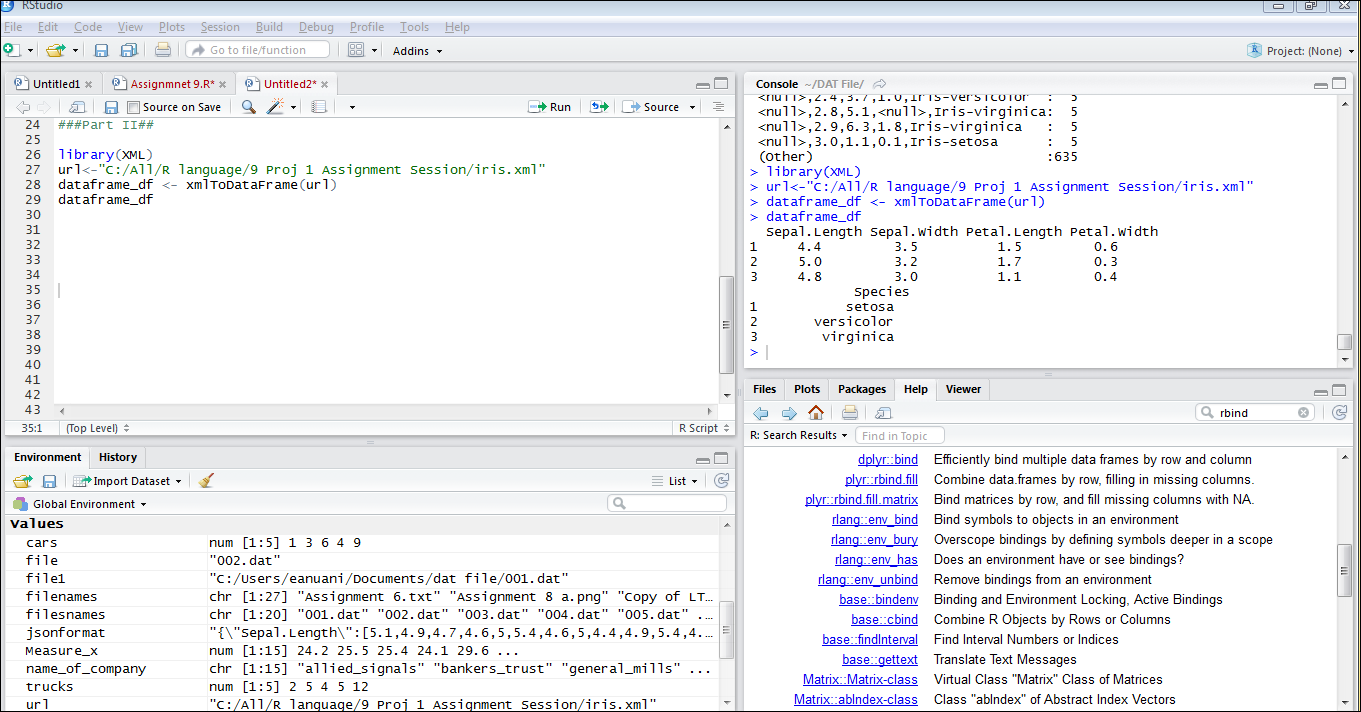 RStudio
File Edit Code View Plots Session Build Debug Profile Tools Help
Go to file/function Addins Project: (None)
Untitled1 Assignmnet 9.R* Untitled2*
Source on Save Run Source
24 ###Part II##
25
26 library(XML)
27 url<-"C:/All/R language/9 Proj 1 Assignment Session/iris.xml"
28 dataframe_df <- xmlToDataFrame(url)
29 dataframe_df
30
31
32
33
34
35
36
37
38
39
40
41
42
43
35:1 (Top Level) R Script
Environment History
Import Dataset List
Global Environment
Values
cars num [1:5] 1 3 6 4 9
file "002.dat"
file1 "C:/Users/eanuani/Documents/dat file/001.dat"
filenames chr [1:27] "Assignment 6.txt" "Assignment 8 a.png" "Copy of LT…
filesnames chr [1:20] "001.dat" "002.dat" "003.dat" "004.dat" "005.dat" ...
jsonformat "{\"Sepal.Length\":[5.1,4.9,4.7,4.6,5,5.4,4.6,5,4.4,4.9,5.4,4.…
Measure_x num [1:15] 24.2 25.5 25.4 24.1 29.6 ...
name_of_company chr [1:15] "allied_signals" "bankers_trust" "general_mills" ...
trucks num [1:5] 2 5 4 5 12
url "C:/All/R language/9 Proj 1 Assignment Session/iris.xml"
Console ~/DAT File/
<null>,2.4,3.7,1.0,Iris-versicolor : 5
<null>,2.8,5.1,<null>,Iris-virginica: 5
<null>,2.9,6.3,1.8,Iris-virginica : 5
<null>,3.0,1.1,0.1,Iris-setosa : 5
(Other) :635
> library(XML)
> url<-"C:/All/R language/9 Proj 1 Assignment Session/iris.xml"
> dataframe_df <- xmlToDataFrame(url)
> dataframe_df
Sepal.Length Sepal.Width Petal.Length Petal.Width
1 4.4 3.5 1.5 0.6
2 5.0 3.2 1.7 0.3
3 4.8 3.0 1.1 0.4
Species
1 setosa
2 versicolor
3 virginica
>
Files Plots Packages Help Viewer
rbind
R: Search Results Find in Topic
dplyr::bind Efficiently bind multiple data frames by row and column
plyr::rbind.fill Combine data.frames by row, filling in missing columns.
plyr::rbind.fill.matrix Bind matrices by row, and fill missing columns with NA.
rlang::env_bind Bind symbols to objects in an environment
rlang::env_bury Overscope bindings by defining symbols deeper in a scope
rlang::env_has Does an environment have or see bindings?
rlang::env_unbind Remove bindings from an environment
base::bindenv Binding and Environment Locking, Active Bindings
base::cbind Combine R Objects by Rows or Columns
base::findInterval Find Interval Numbers or Indices
base::gettext Translate Text Messages
Matrix::Matrix-class Virtual Class "Matrix" Class of Matrices
Matrix::abIndex-class Class "abIndex" of Abstract Index Vectors